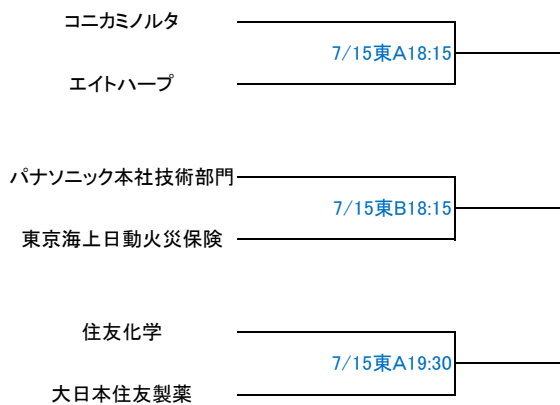 コニカミノルタ
7/15東A18:15
エイトハープ
パナソニック本社技術部門
7/15東B18:15
東京海上日動火災保険
住友化学
7/15東A19:30
大日本住友製薬